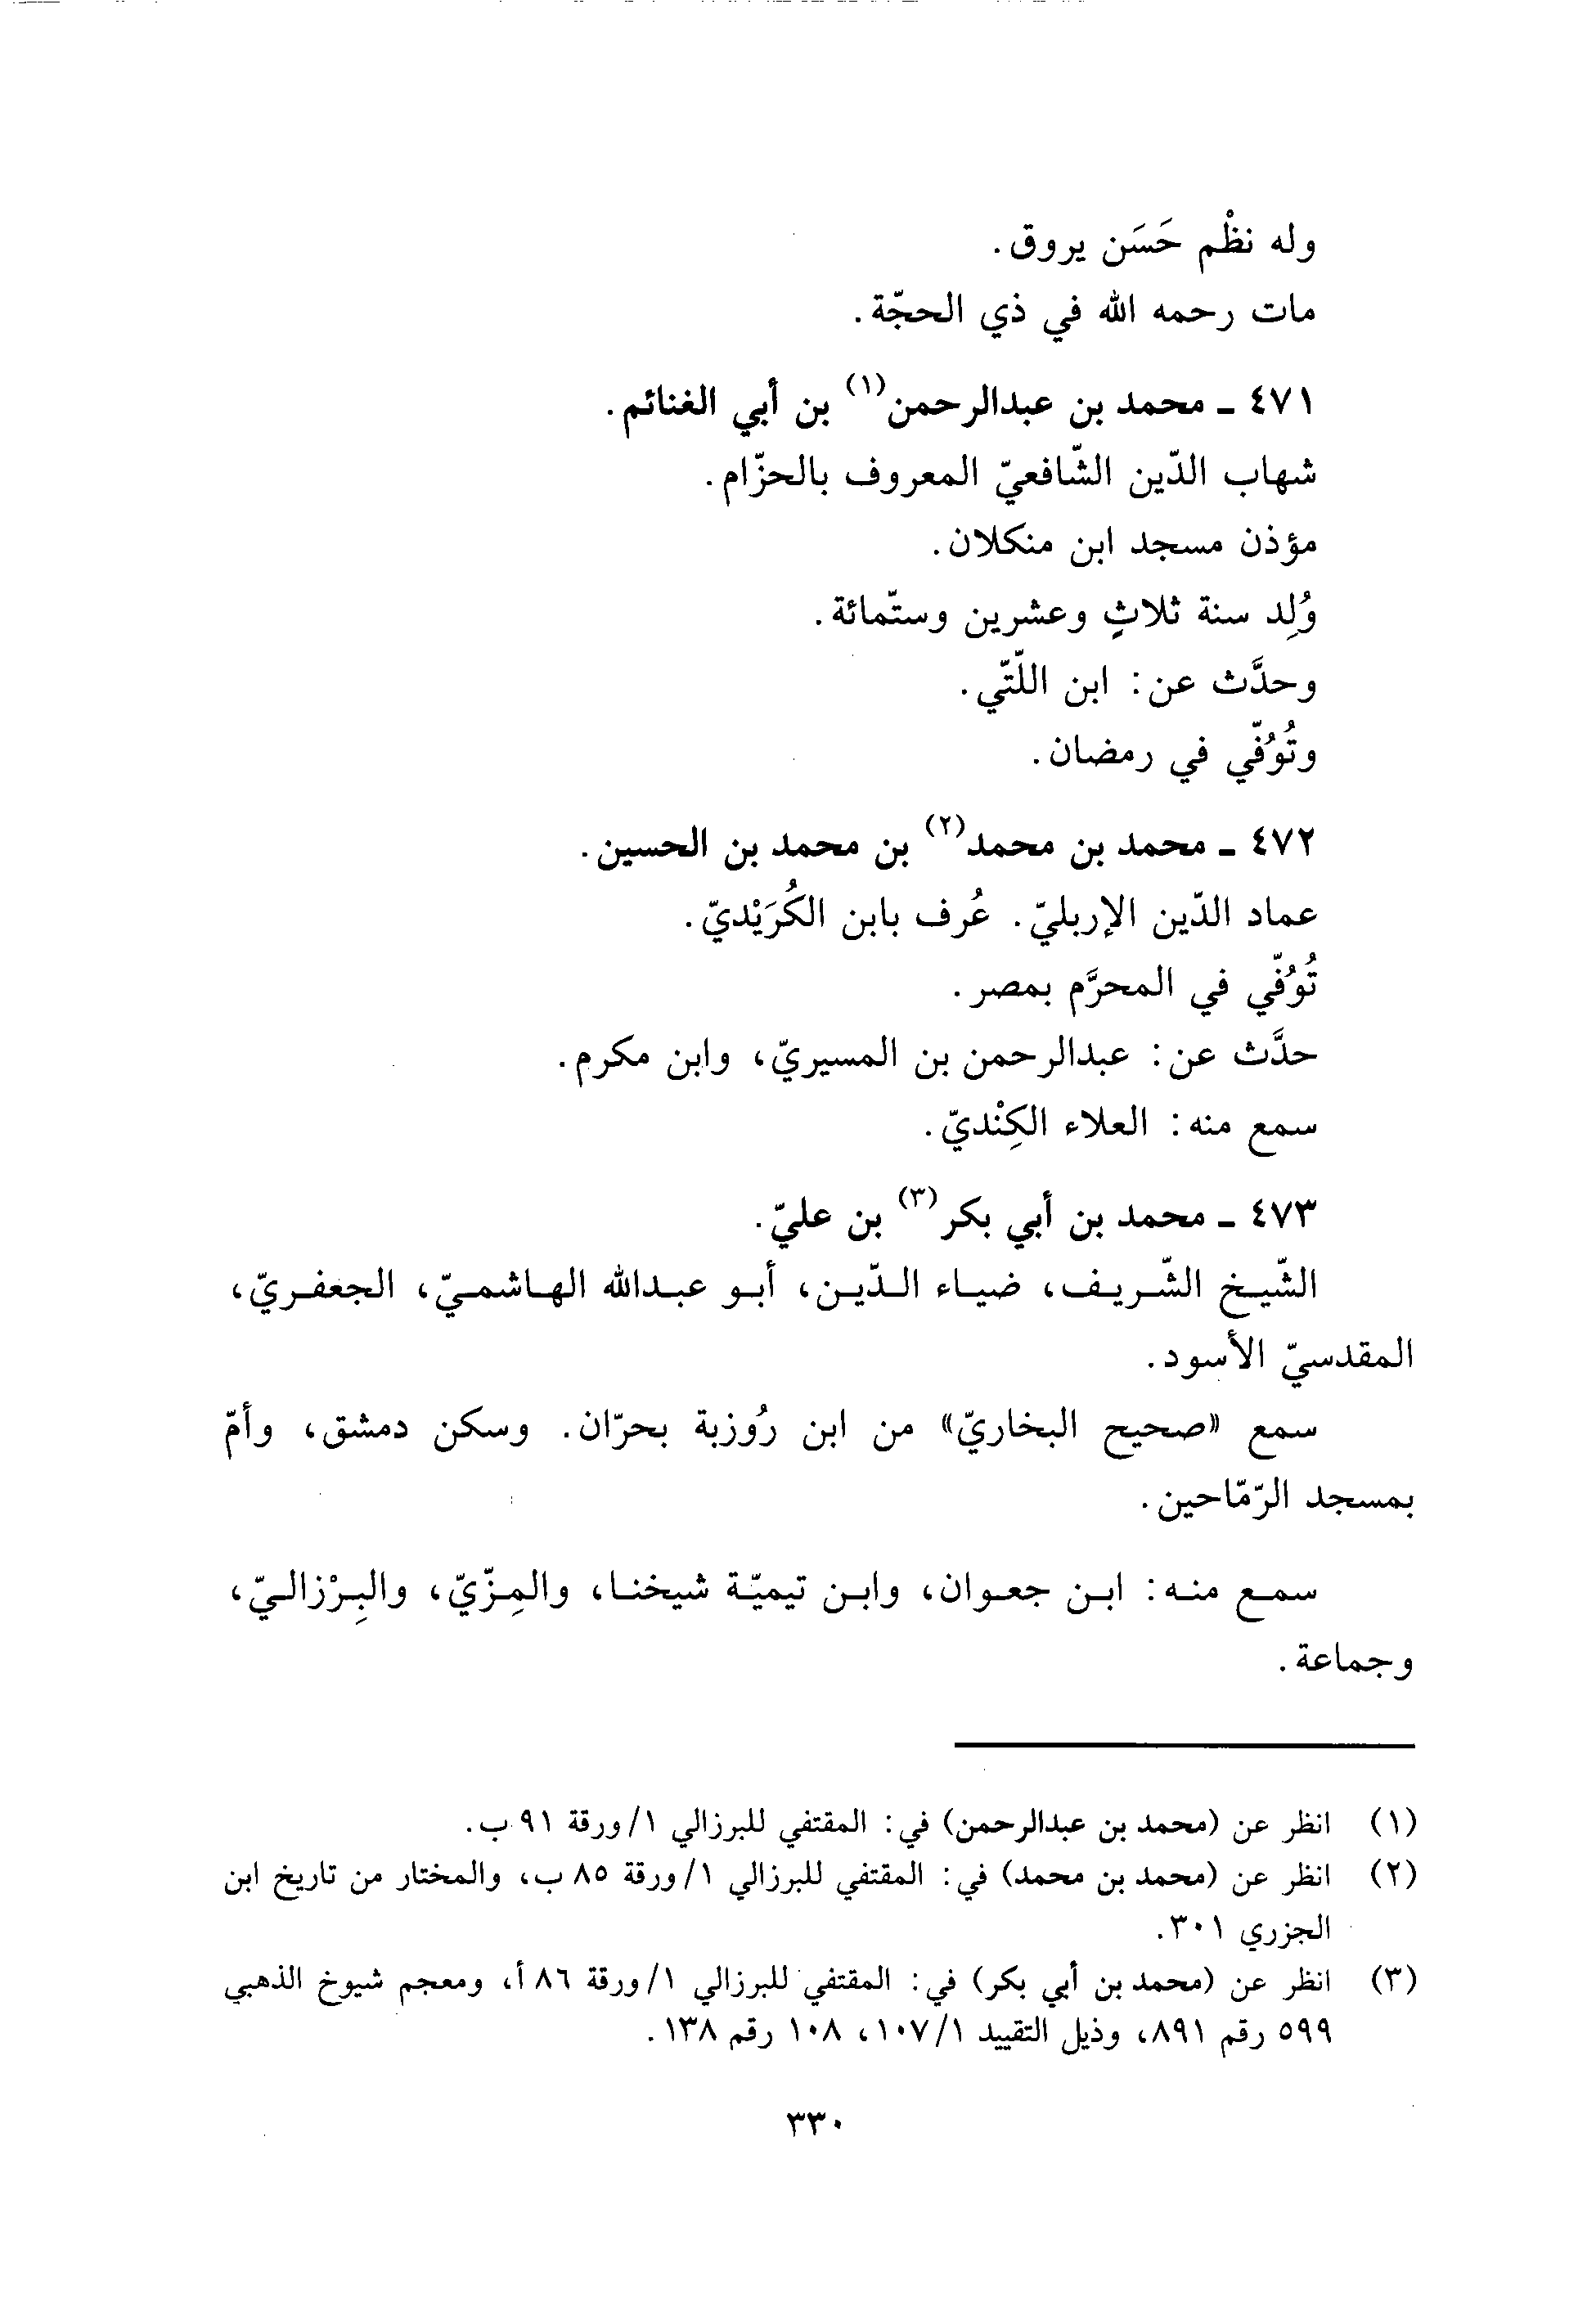 وله نظْم حَسَن يروق.
مات رحمه الله في ذي الحجّة.
٤٧١ ـ محمد بن عبدالرحمن(١) بن أبي الغنائم.
شهاب الدّين الشّافعيّ المعروف بالحزّام.
مؤذن مسجد ابن منكلان.
وُلِد سنة ثلاثٍ وعشرين وستّمائة.
وحدَّث عن: ابن اللّتّي.
وتُوُفّي في رمضان.
٤٧٢ ـ محمد بن محمد(٢) بن محمد بن الحسين.
عماد الدّين الإربليّ. عُرف بابن الكُرَيْديّ.
تُوُفّي في المحرَّم بمصر.
حدَّث عن: عبدالرحمن بن المسيريّ، وابن مكرم.
سمع منه: العلاء الكِنْديّ.
٤٧٣ ـ محمد بن أبي بكر(٣) بن عليّ.
الشّيخ الشّريف، ضياء الدّين، أبو عبدالله الهاشميّ، الجعفريّ،
المقدسيّ الأسود.
سمع «صحيح البخاريّ» من ابن رُوزبة بحرّان. وسكن دمشق، وأمّ
بمسجد الرّمّاحين.
سمع منه: ابن جعوان، وابن تيميّة شيخنا، والمِزّيّ، والبِرْزاليّ،
وجماعة.
(١) انظر عن (محمد بن عبدالرحمن) في: المقتفي للبرزالي ١/ورقة ٩١ ب.
(٢) انظر عن (محمد بن محمد) في: المقتفي للبرزالي ١/ورقة ٨٥ ب، والمختار من تاريخ ابن
الجزري ٣٠١.
(٣) انظر عن (محمد بن أبي بكر) في: المقتفي للبرزالي ١/ورقة ٨٦ أ، ومعجم شيوخ الذهبي
٥٩٩ رقم ٨٩١، وذيل التقييد ١٠٧/١، ١٠٨ رقم ١٣٨.
٣٣٠